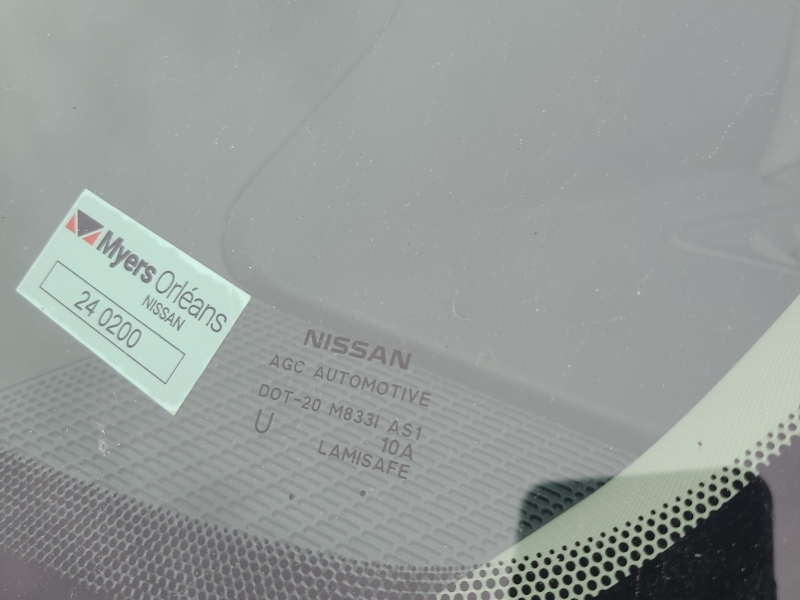 Myers Orléans
NISSAN
24 0200
NISSAN
AGC AUTOMOTIVE
DOT-20 M833I AS1
U 10A
LAMISAFE